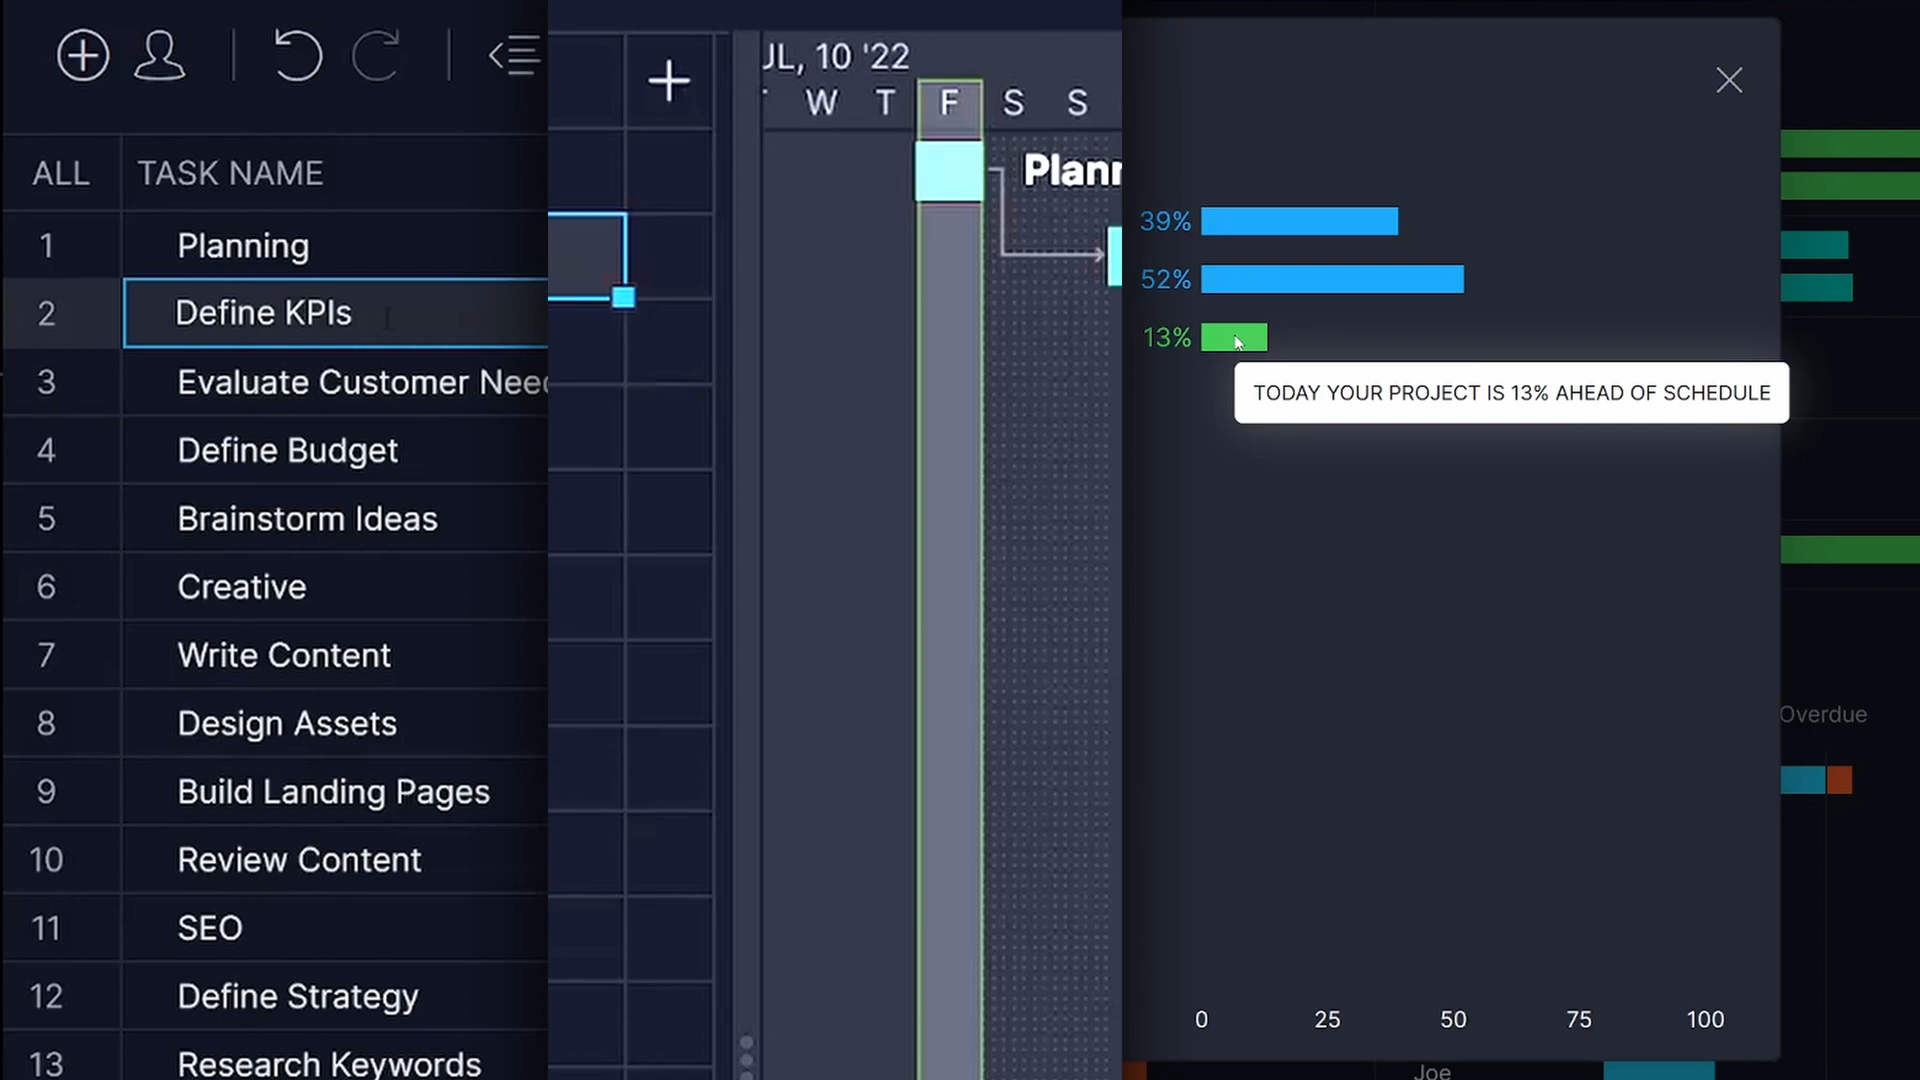 ALL TASK NAME
1 Planning
2 Define KPIs
3 Evaluate Customer Need
4 Define Budget
5 Brainstorm Ideas
6 Creative
7 Write Content
8 Design Assets
9 Build Landing Pages
10 Review Content
11 SEO
12 Define Strategy
13 Research Keywords
JL, 10 '22
W T F S S
Plann
39%
52%
13%
TODAY YOUR PROJECT IS 13% AHEAD OF SCHEDULE
0 25 50 75 100
Overdue
Joe